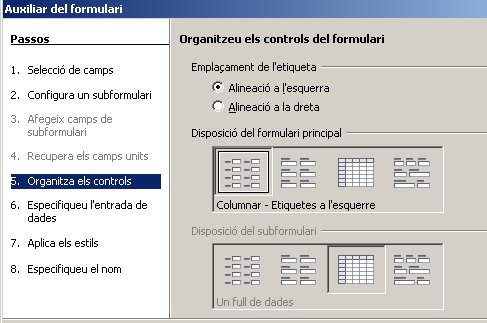 Auxiliar del formulari
Passos
1. Selecció de camps
2. Configura un subformulari
3. Afegeix camps de
subformulari
4. Recupera els camps units
5. Organitza els controls
6. Especifiqueu l'entrada de
dades
7. Aplica els estils
8. Especifiqueu el nom
Organitzeu els controls del formulari
Emplaçament de l'etiqueta
Alineació a l'esquerra
Alineació a la dreta
Disposició del formulari principal
Columnar - Etiquetes a l'esquerre
Disposició del subformulari
Un full de dades